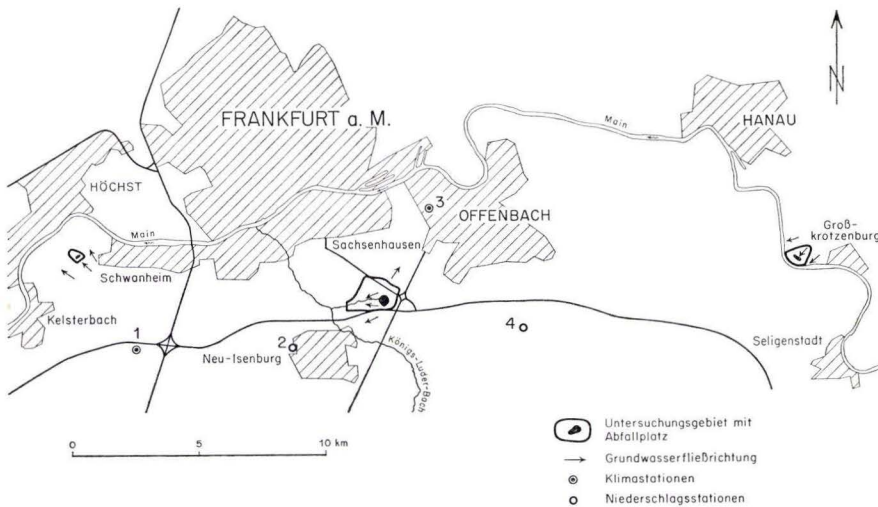 N
Main
HANAU
FRANKFURT a. M.
HÖCHST
3
OFFENBACH
Groß-
krotzenburg
Main
Sachsenhausen
Schwanheim
Kelsterbach
1
2
4
Neu-Isenburg
Königs-Luder-Bach
Seligenstadt
0
5
10 km
Untersuchungsgebiet mit
Abfallplatz
Grundwasserfließrichtung
Klimastationen
Niederschlagsstationen